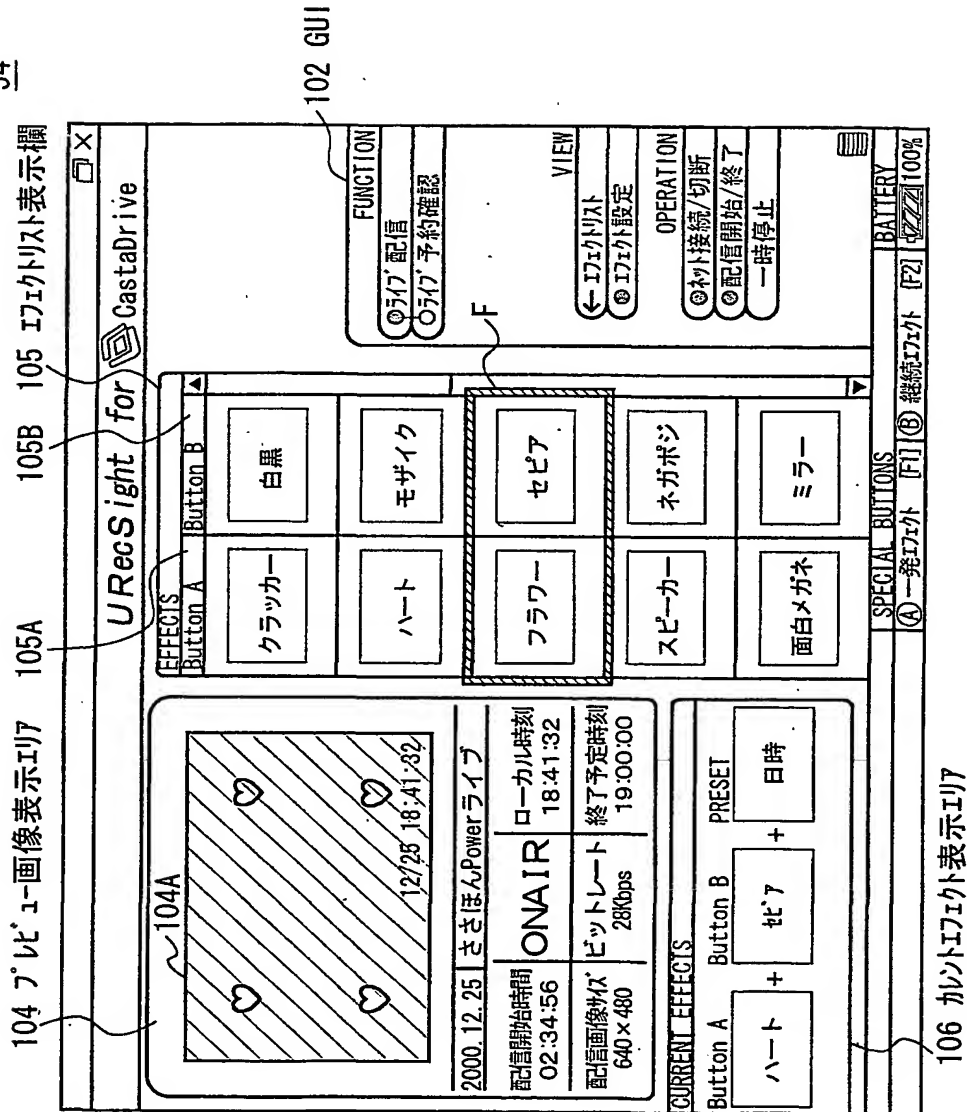 54
104 プレビュー画像表示エリア
105A
105B
105 エフェクトリスト表示欄
102 GUI
URecSight for CastaDrive
104A
12/25 18:41:32
2000.12.25 ささほんPowerライブ
配信開始時間 02:34:56
ONAIR
ローカル時刻 18:41:32
配信画像サイズ 640×480
ビットレート 28Kbps
終了予定時刻 19:00:00
CURRENT EFFECTS
Button A Button B PRESET
ハート + セピア + 日時
EFFECTS
Button A Button B
クラッカー 白黒
ハート モザイク
フラワー セピア
スピーカー ネガポジ
面白メガネ ミラー
F
FUNCTION
ライブ配信
ライブ予約確認
VIEW
←エフェクトリスト
エフェクト設定
OPERATION
ネット接続/切断
配信開始/終了
一時停止
SPECIAL BUTTONS
BATTERY
Ⓐ 一発エフェクト [F1] Ⓑ 継続エフェクト [F2]
100%
106 カレントエフェクト表示エリア